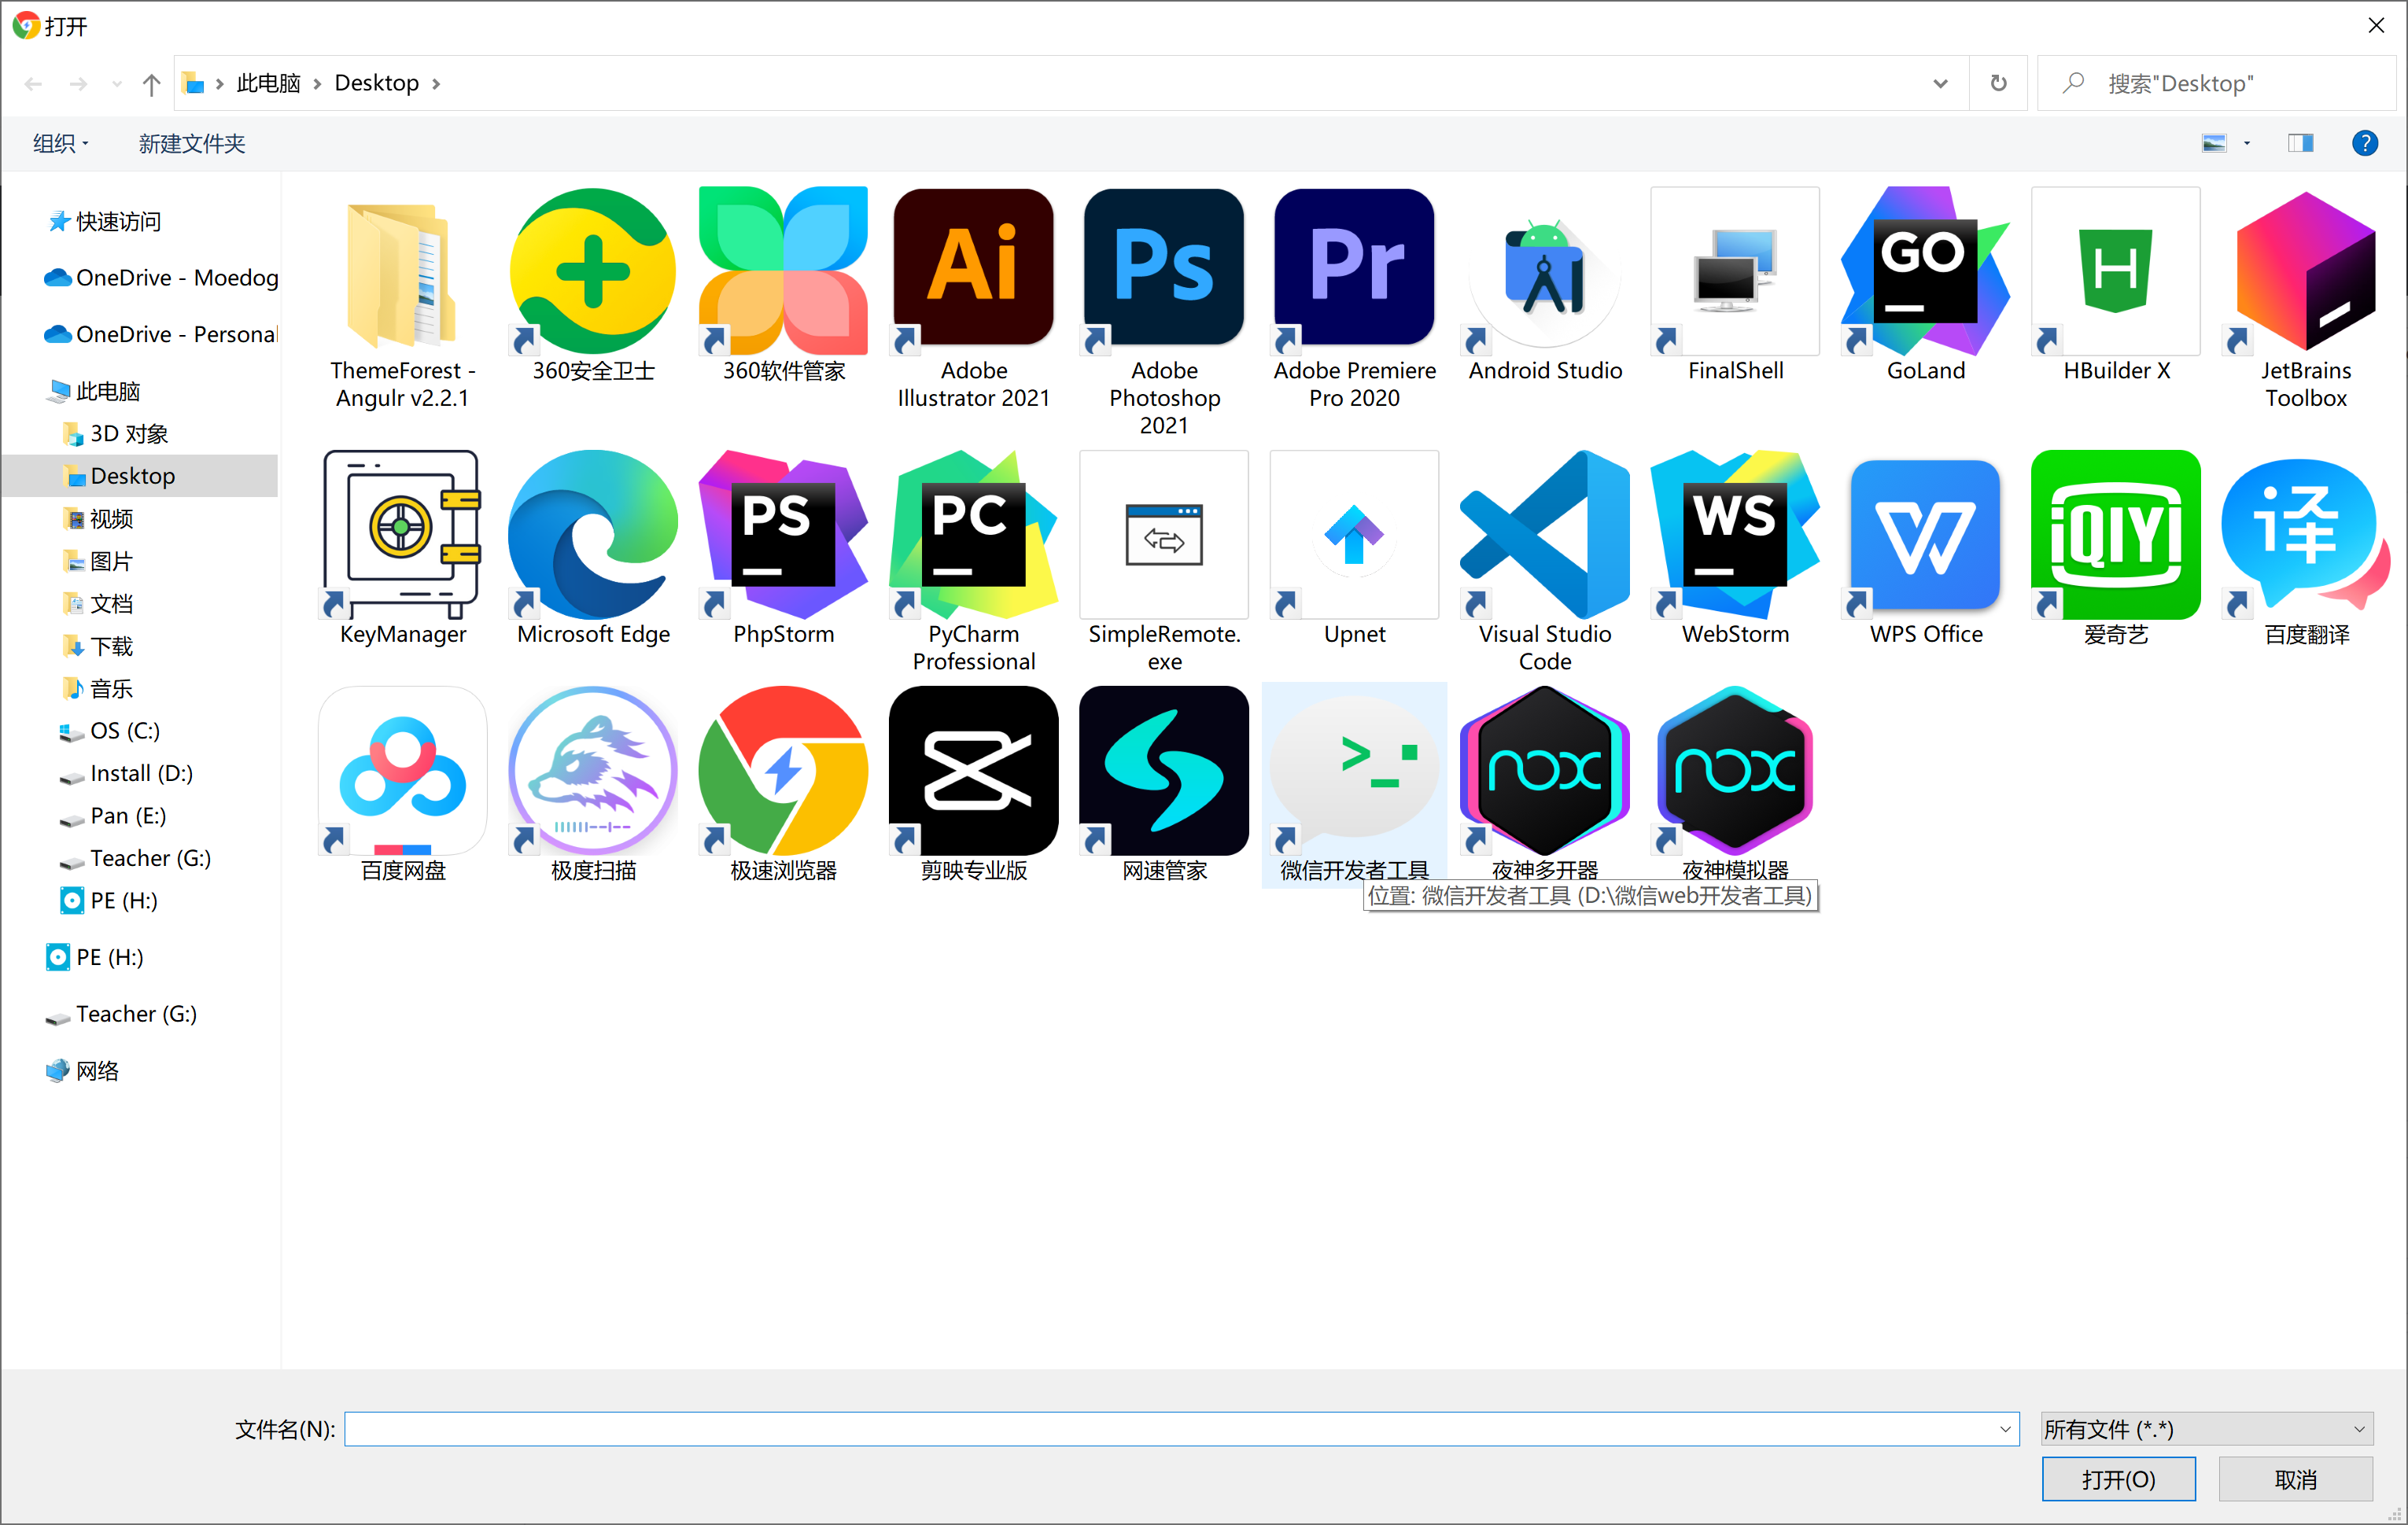 打开
此电脑 Desktop
搜索"Desktop"
组织 新建文件夹
快速访问
OneDrive - Moedog
OneDrive - Personal
此电脑
3D 对象
Desktop
视频
图片
文档
下载
音乐
OS (C:)
Install (D:)
Pan (E:)
Teacher (G:)
PE (H:)
PE (H:)
Teacher (G:)
网络
ThemeForest -
Angulr v2.2.1
360安全卫士
360软件管家
Ai
Adobe
Illustrator 2021
Ps
Adobe
Photoshop
2021
Pr
Adobe Premiere
Pro 2020
Android Studio
FinalShell
GO
GoLand
H
HBuilder X
JetBrains
Toolbox
KeyManager
Microsoft Edge
PS
PhpStorm
PC
PyCharm
Professional
SimpleRemote.
exe
Upnet
Visual Studio
Code
WS
WebStorm
W
WPS Office
iQIYI
爱奇艺
译
百度翻译
百度网盘
极度扫描
极速浏览器
剪映专业版
网速管家
>_
微信开发者工具
nox
夜神多开器
nox
夜神模拟器
位置: 微信开发者工具 (D:\微信web开发者工具)
文件名(N):
所有文件 (*.*)
打开(O)
取消